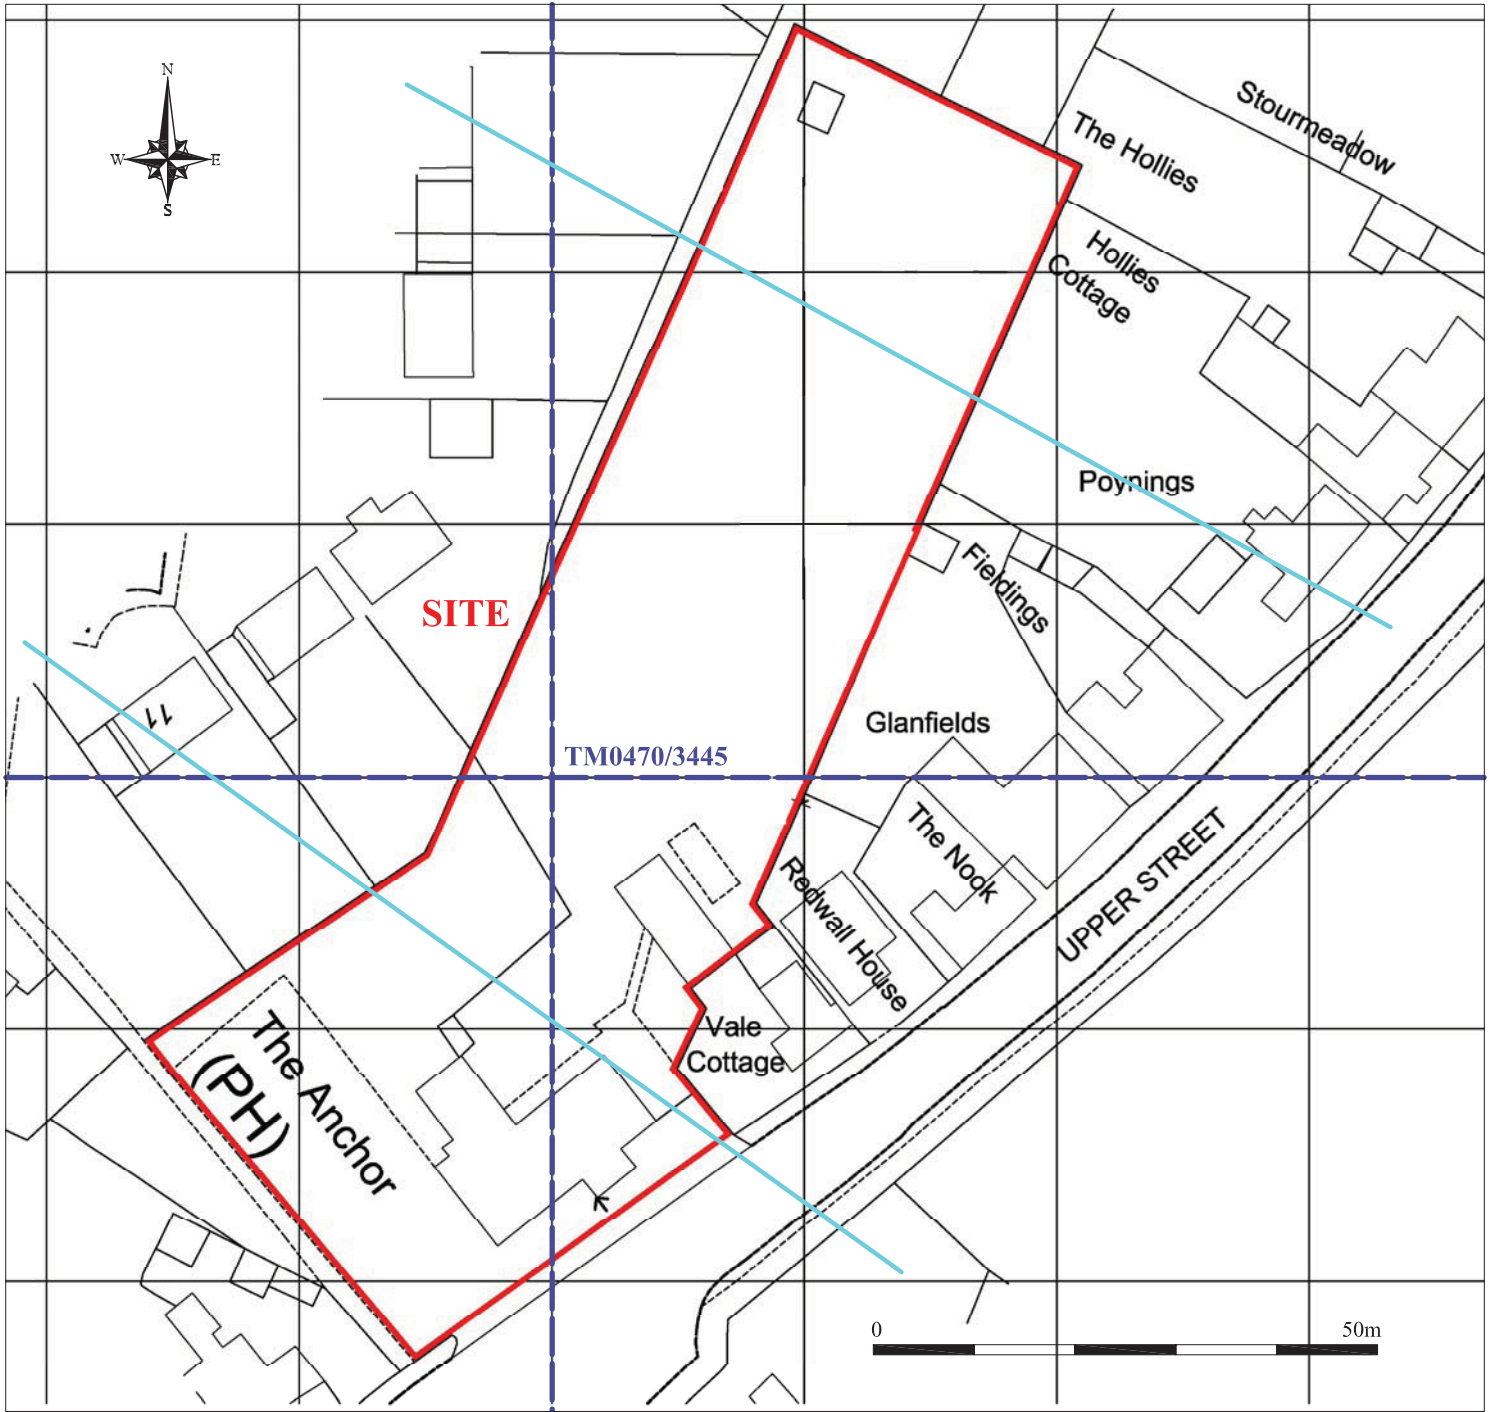 N
W E
S
Stourmeadow
The Hollies
Hollies
Cottage
Poynings
Fieldings
SITE
11
Glanfields
TM0470/3445
The Nook
Redwall House
UPPER STREET
Vale
Cottage
The Anchor
(PH)
0 50m